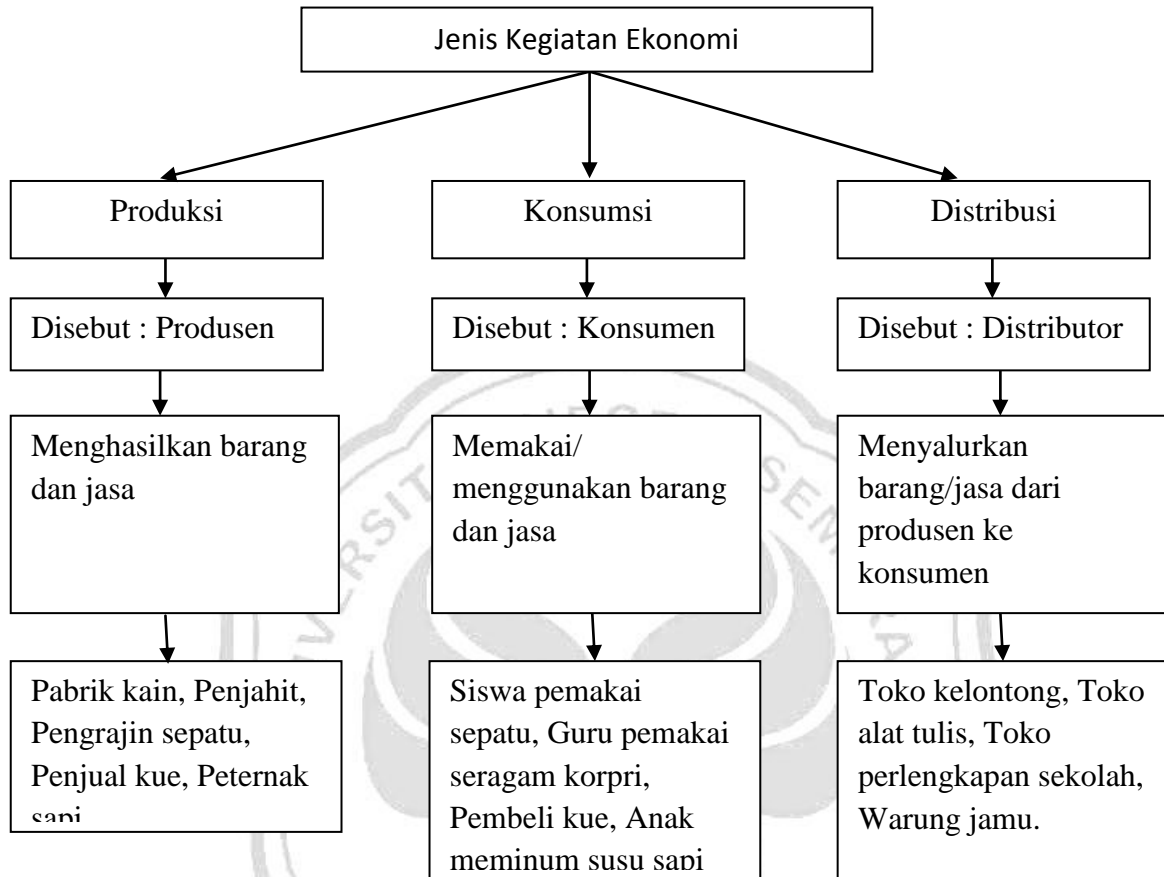 Jenis Kegiatan Ekonomi
Produksi
Konsumsi
Distribusi
Disebut : Produsen
Disebut : Konsumen
Disebut : Distributor
Menghasilkan barang
dan jasa
Memakai/
menggunakan barang
dan jasa
Menyalurkan
barang/jasa dari
produsen ke
konsumen
Pabrik kain, Penjahit,
Pengrajin sepatu,
Penjual kue, Peternak
sapi
Siswa pemakai
sepatu, Guru pemakai
seragam korpri,
Pembeli kue, Anak
meminum susu sapi
Toko kelontong, Toko
alat tulis, Toko
perlengkapan sekolah,
Warung jamu.